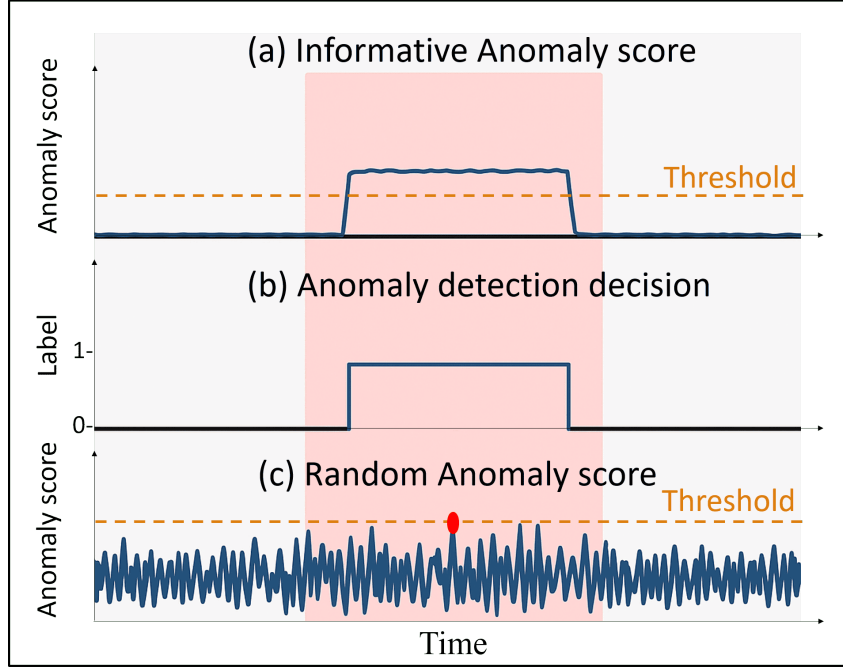 (a) Informative Anomaly score
Anomaly score
Threshold
(b) Anomaly detection decision
Label
1-
0-
(c) Random Anomaly score
Anomaly score
Threshold
Time